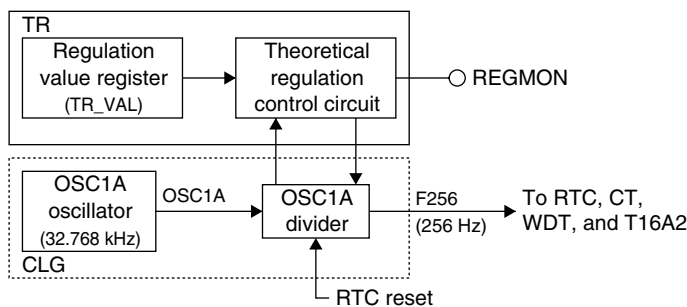 TR
Regulation
value register
(TR_VAL)
Theoretical
regulation
control circuit
REGMON
OSC1A
oscillator
(32.768 kHz)
OSC1A
OSC1A
divider
F256
(256 Hz)
To RTC, CT,
WDT, and T16A2
CLG
RTC reset